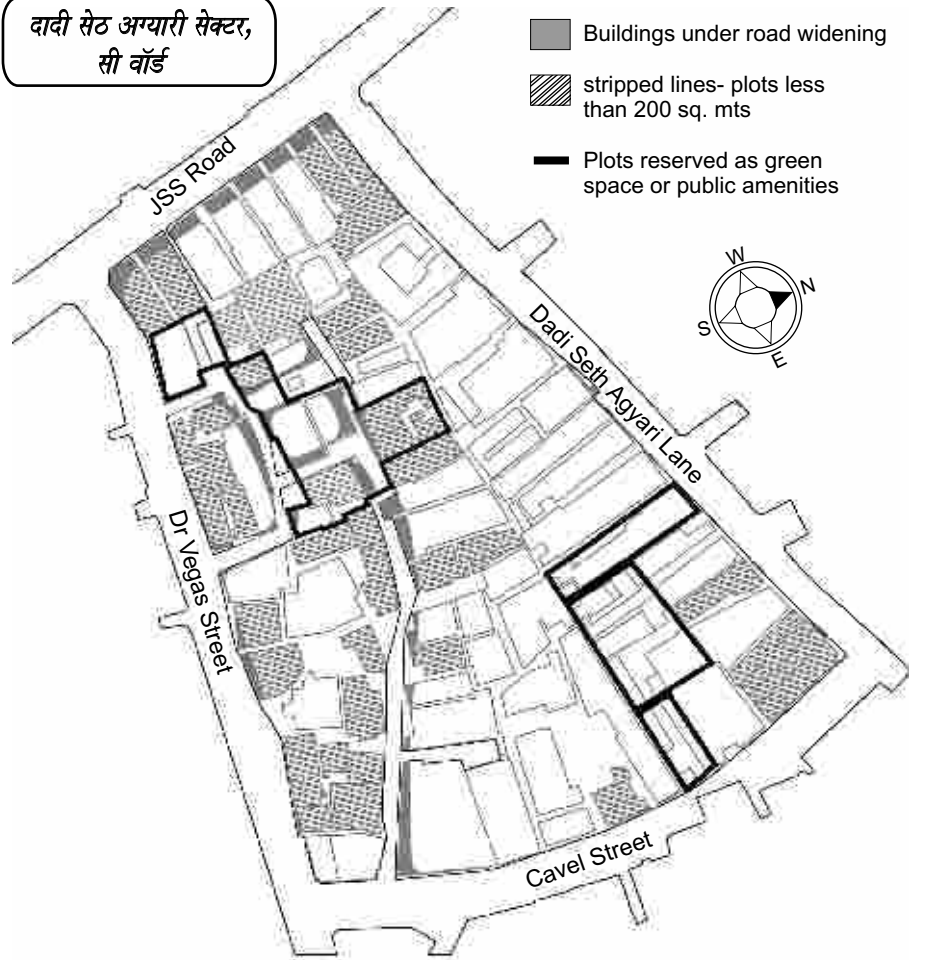 दादी सेठ अग्यारी सेक्टर,
सी वॉर्ड
Buildings under road widening
stripped lines- plots less
than 200 sq. mts
Plots reserved as green
space or public amenities
JSS Road
W
N
S
E
Dadi Seth Agyari Lane
Dr Vegas Street
Cavel Street